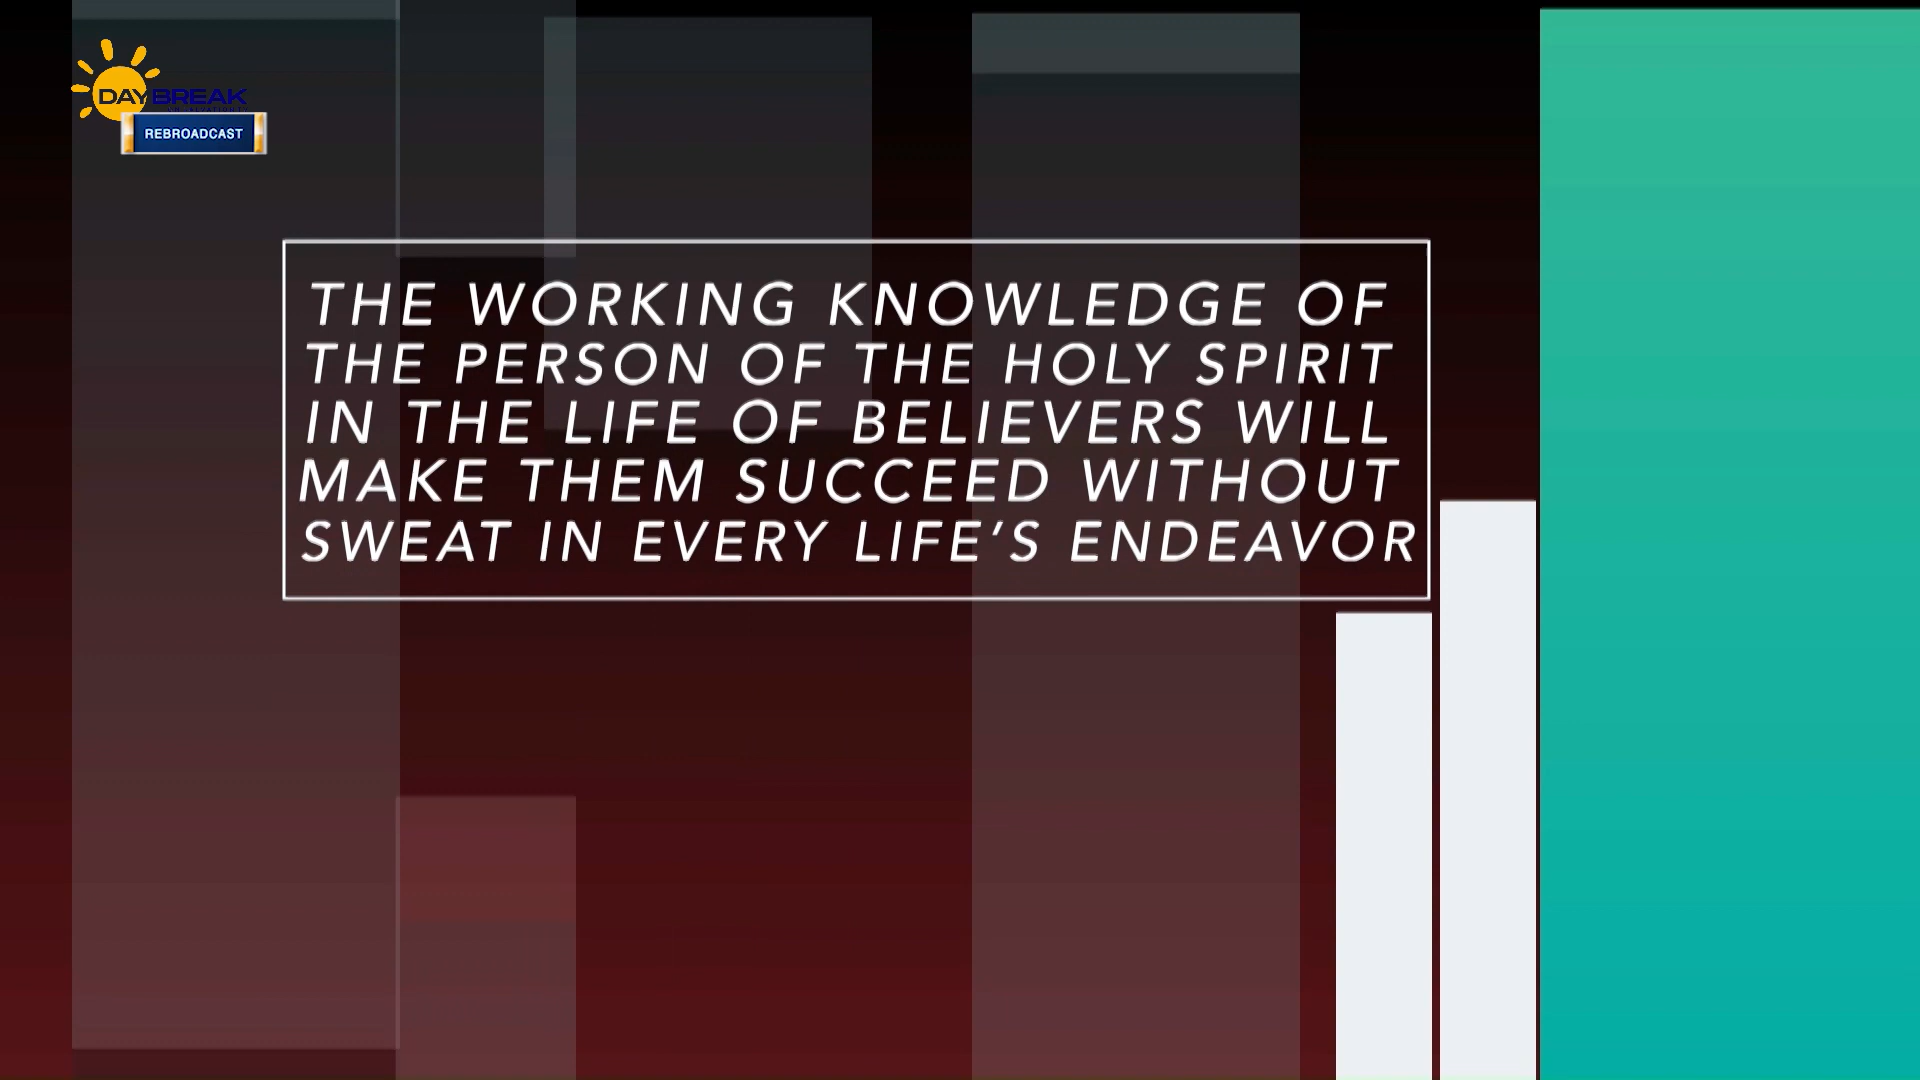 DAYBREAK
REBROADCAST
THE WORKING KNOWLEDGE OF
THE PERSON OF THE HOLY SPIRIT
IN THE LIFE OF BELIEVERS WILL
MAKE THEM SUCCEED WITHOUT
SWEAT IN EVERY LIFE’S ENDEAVOR